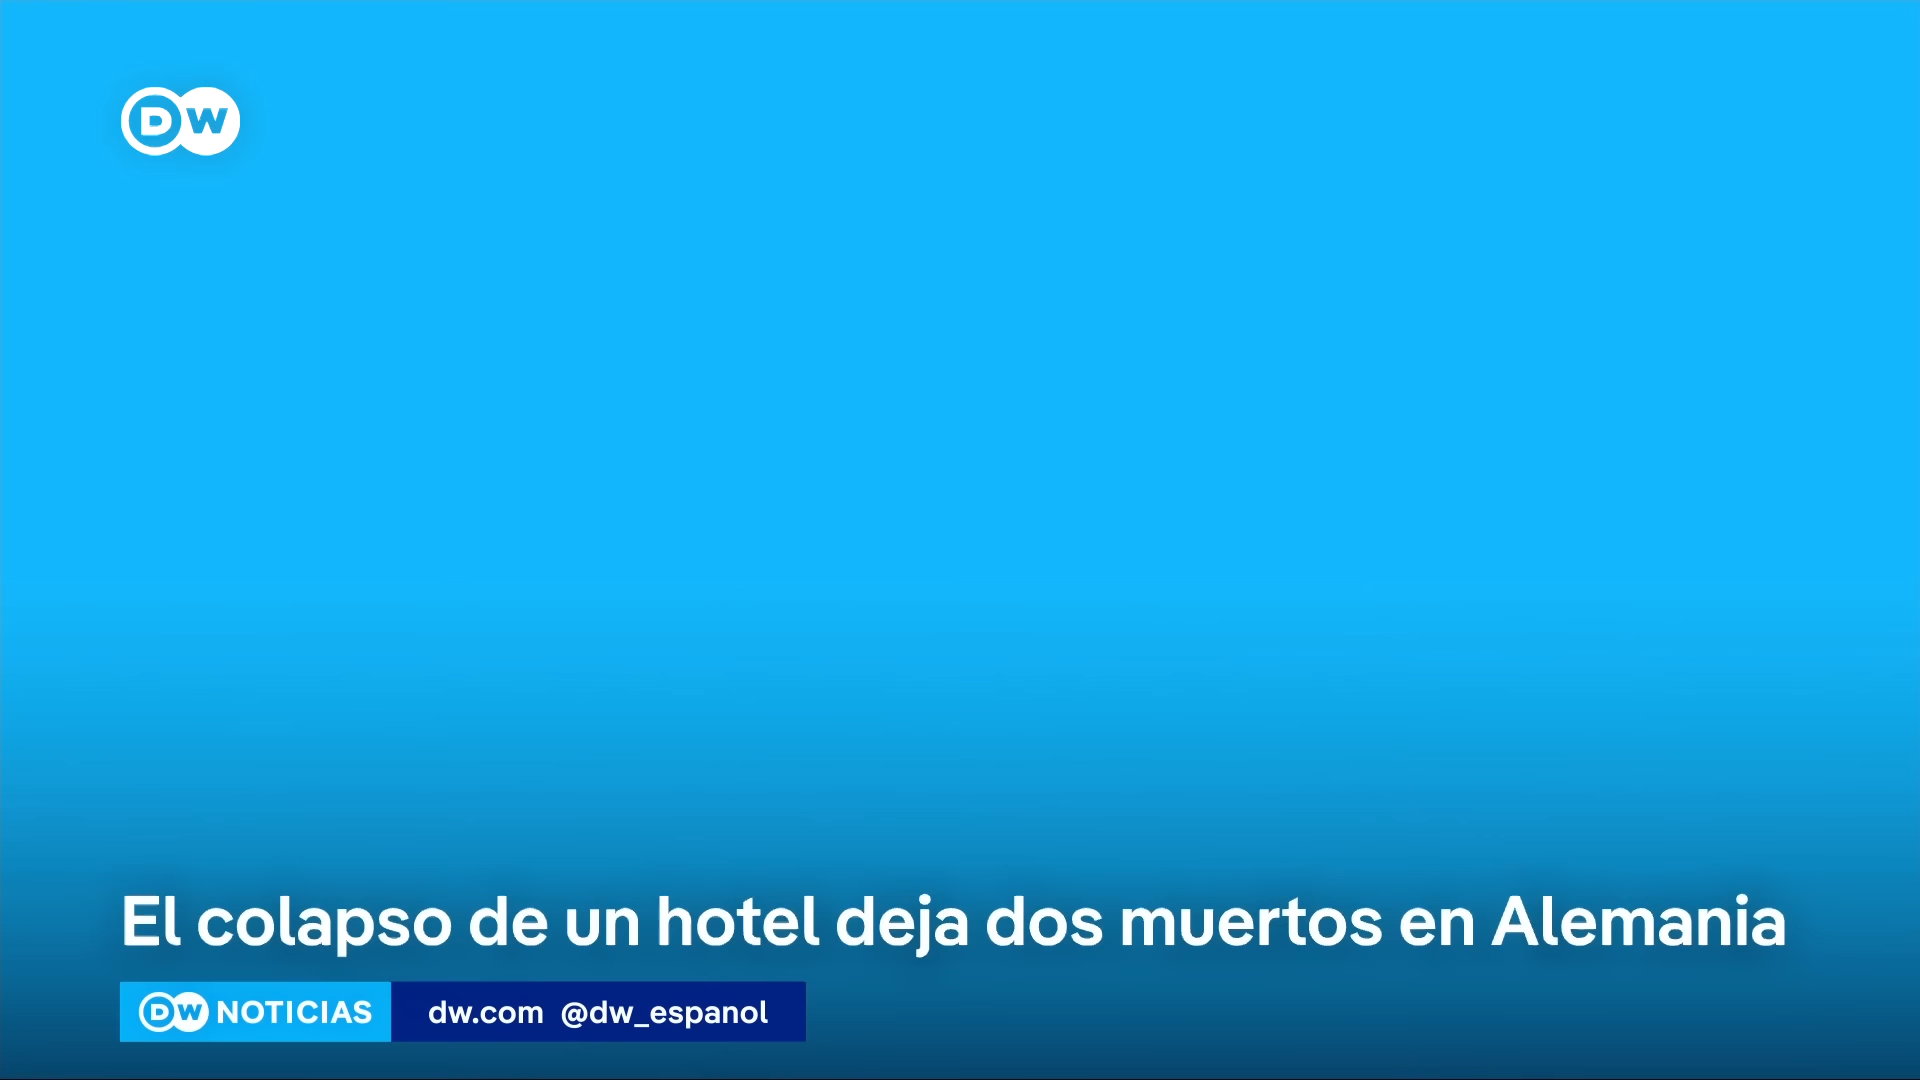 DW
El colapso de un hotel deja dos muertos en Alemania
DW NOTICIAS dw.com @dw_espanol